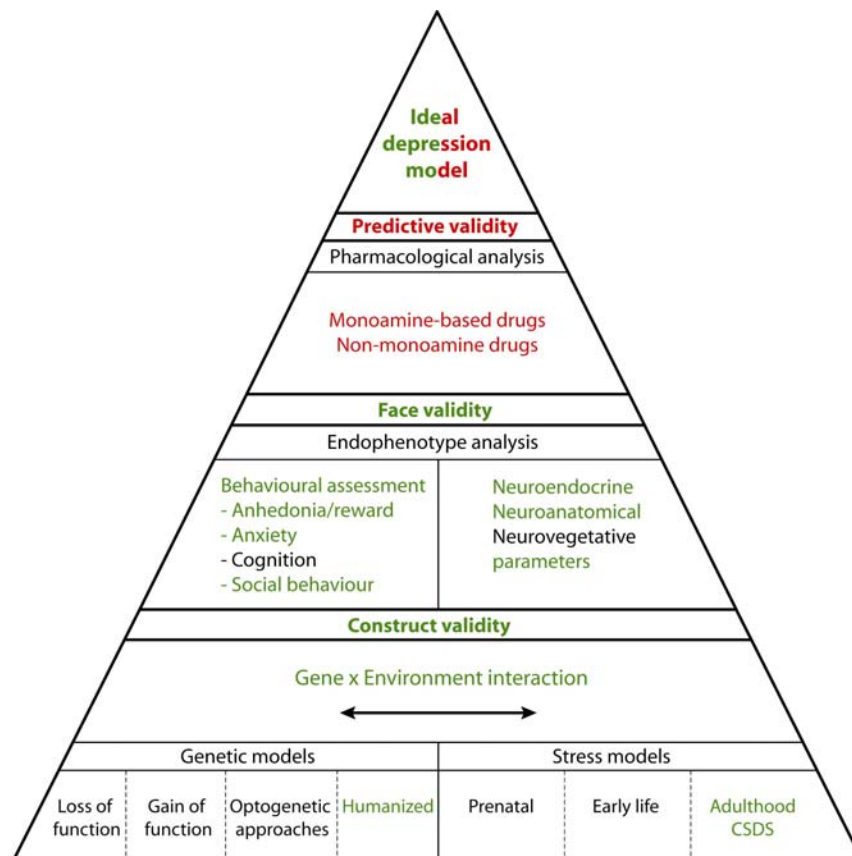 Ideal
depression
model
Predictive validity
Pharmacological analysis
Monoamine-based drugs
Non-monoamine drugs
Face validity
Endophenotype analysis
Behavioural assessment
- Anhedonia/reward
- Anxiety
- Cognition
- Social behaviour
Neuroendocrine
Neuroanatomical
Neurovegetative
parameters
Construct validity
Gene x Environment interaction
Genetic models
Stress models
Loss of
function
Gain of
function
Optogenetic
approaches
Humanized
Prenatal
Early life
Adulthood
CSDS